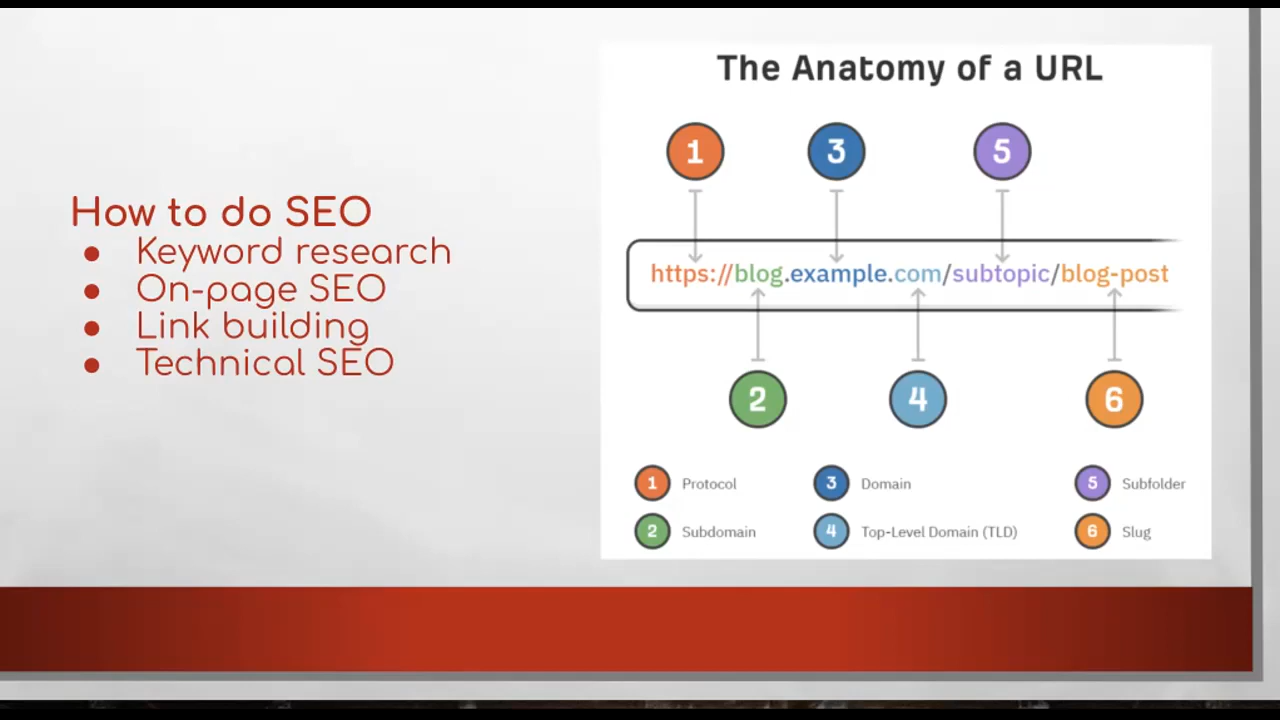 How to do SEO
● Keyword research
● On-page SEO
● Link building
● Technical SEO
The Anatomy of a URL
1 3 5
https://blog.example.com/subtopic/blog-post
2 4 6
1 Protocol 3 Domain 5 Subfolder
2 Subdomain 4 Top-Level Domain (TLD) 6 Slug